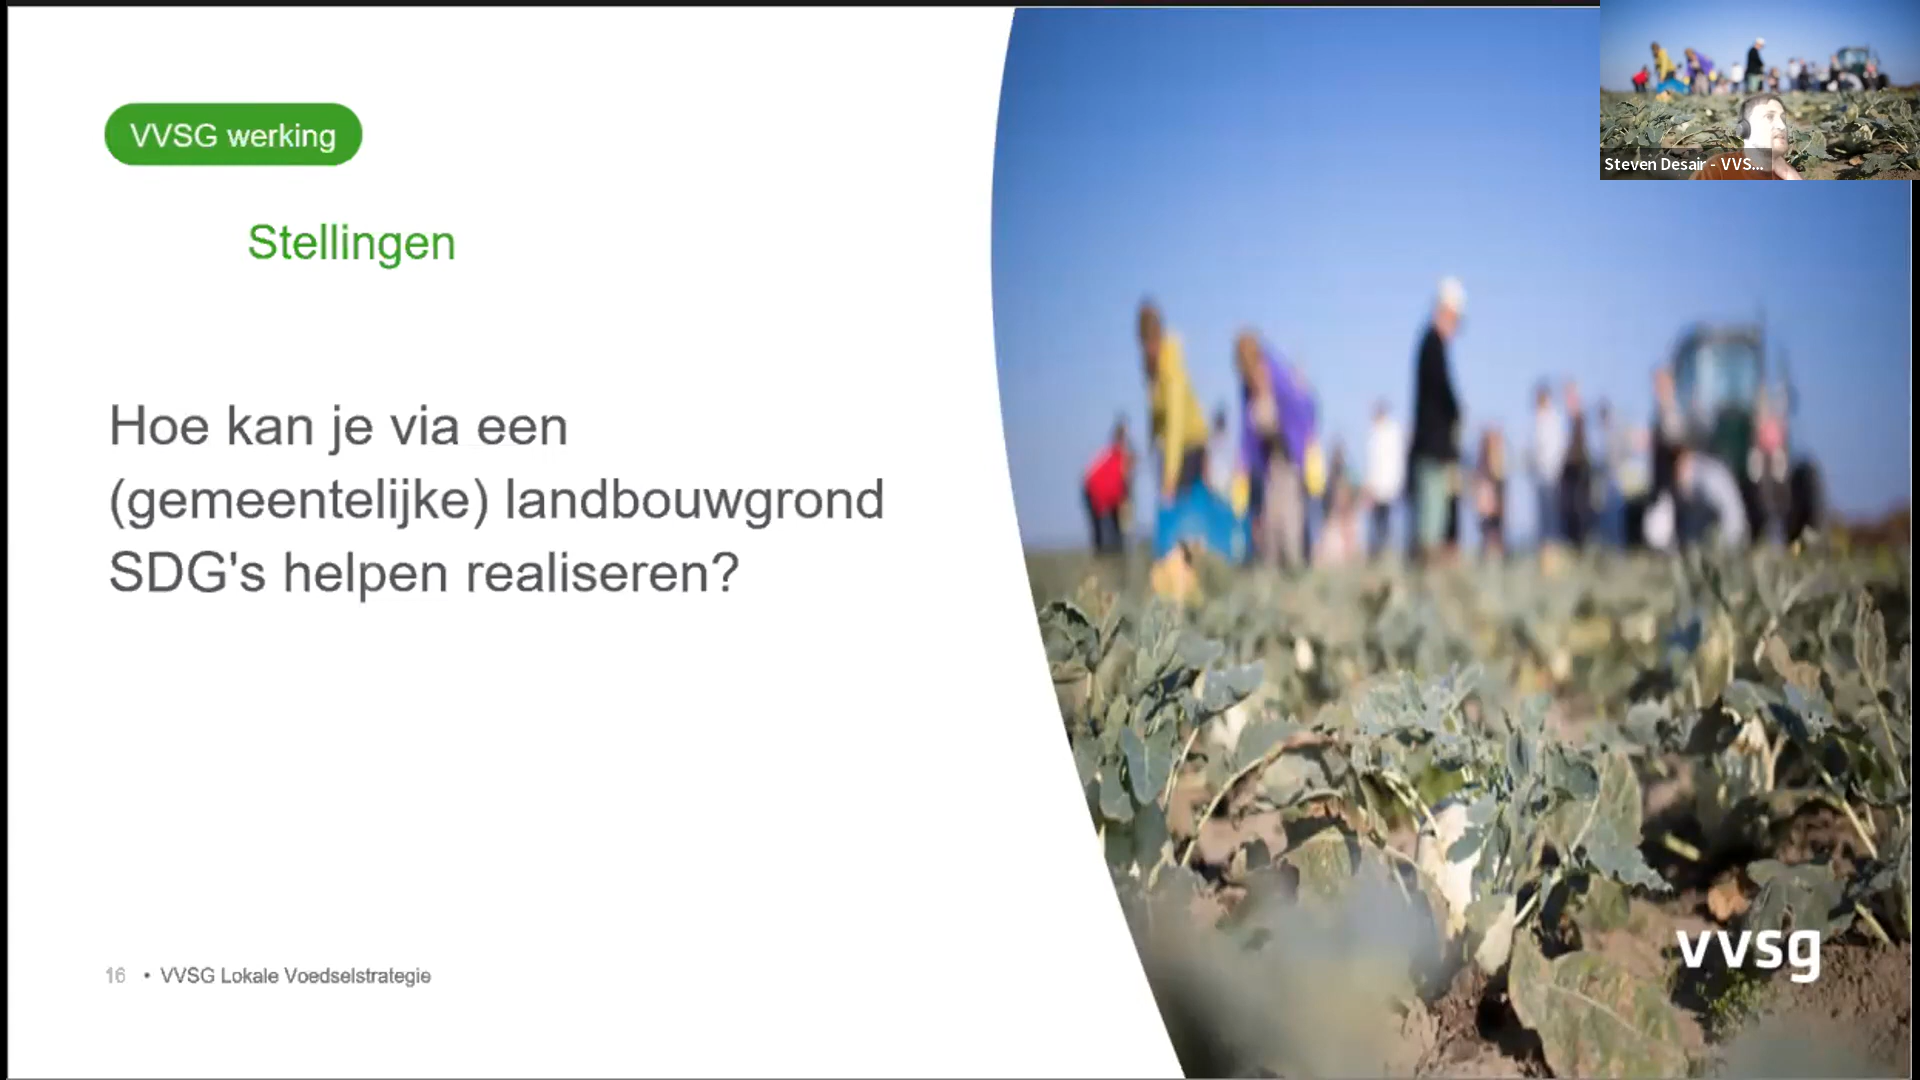 VVSG werking
Stellingen
Hoe kan je via een
(gemeentelijke) landbouwgrond
SDG's helpen realiseren?
16 • VVSG Lokale Voedselstrategie
vvsg
Steven Desair - VVS...